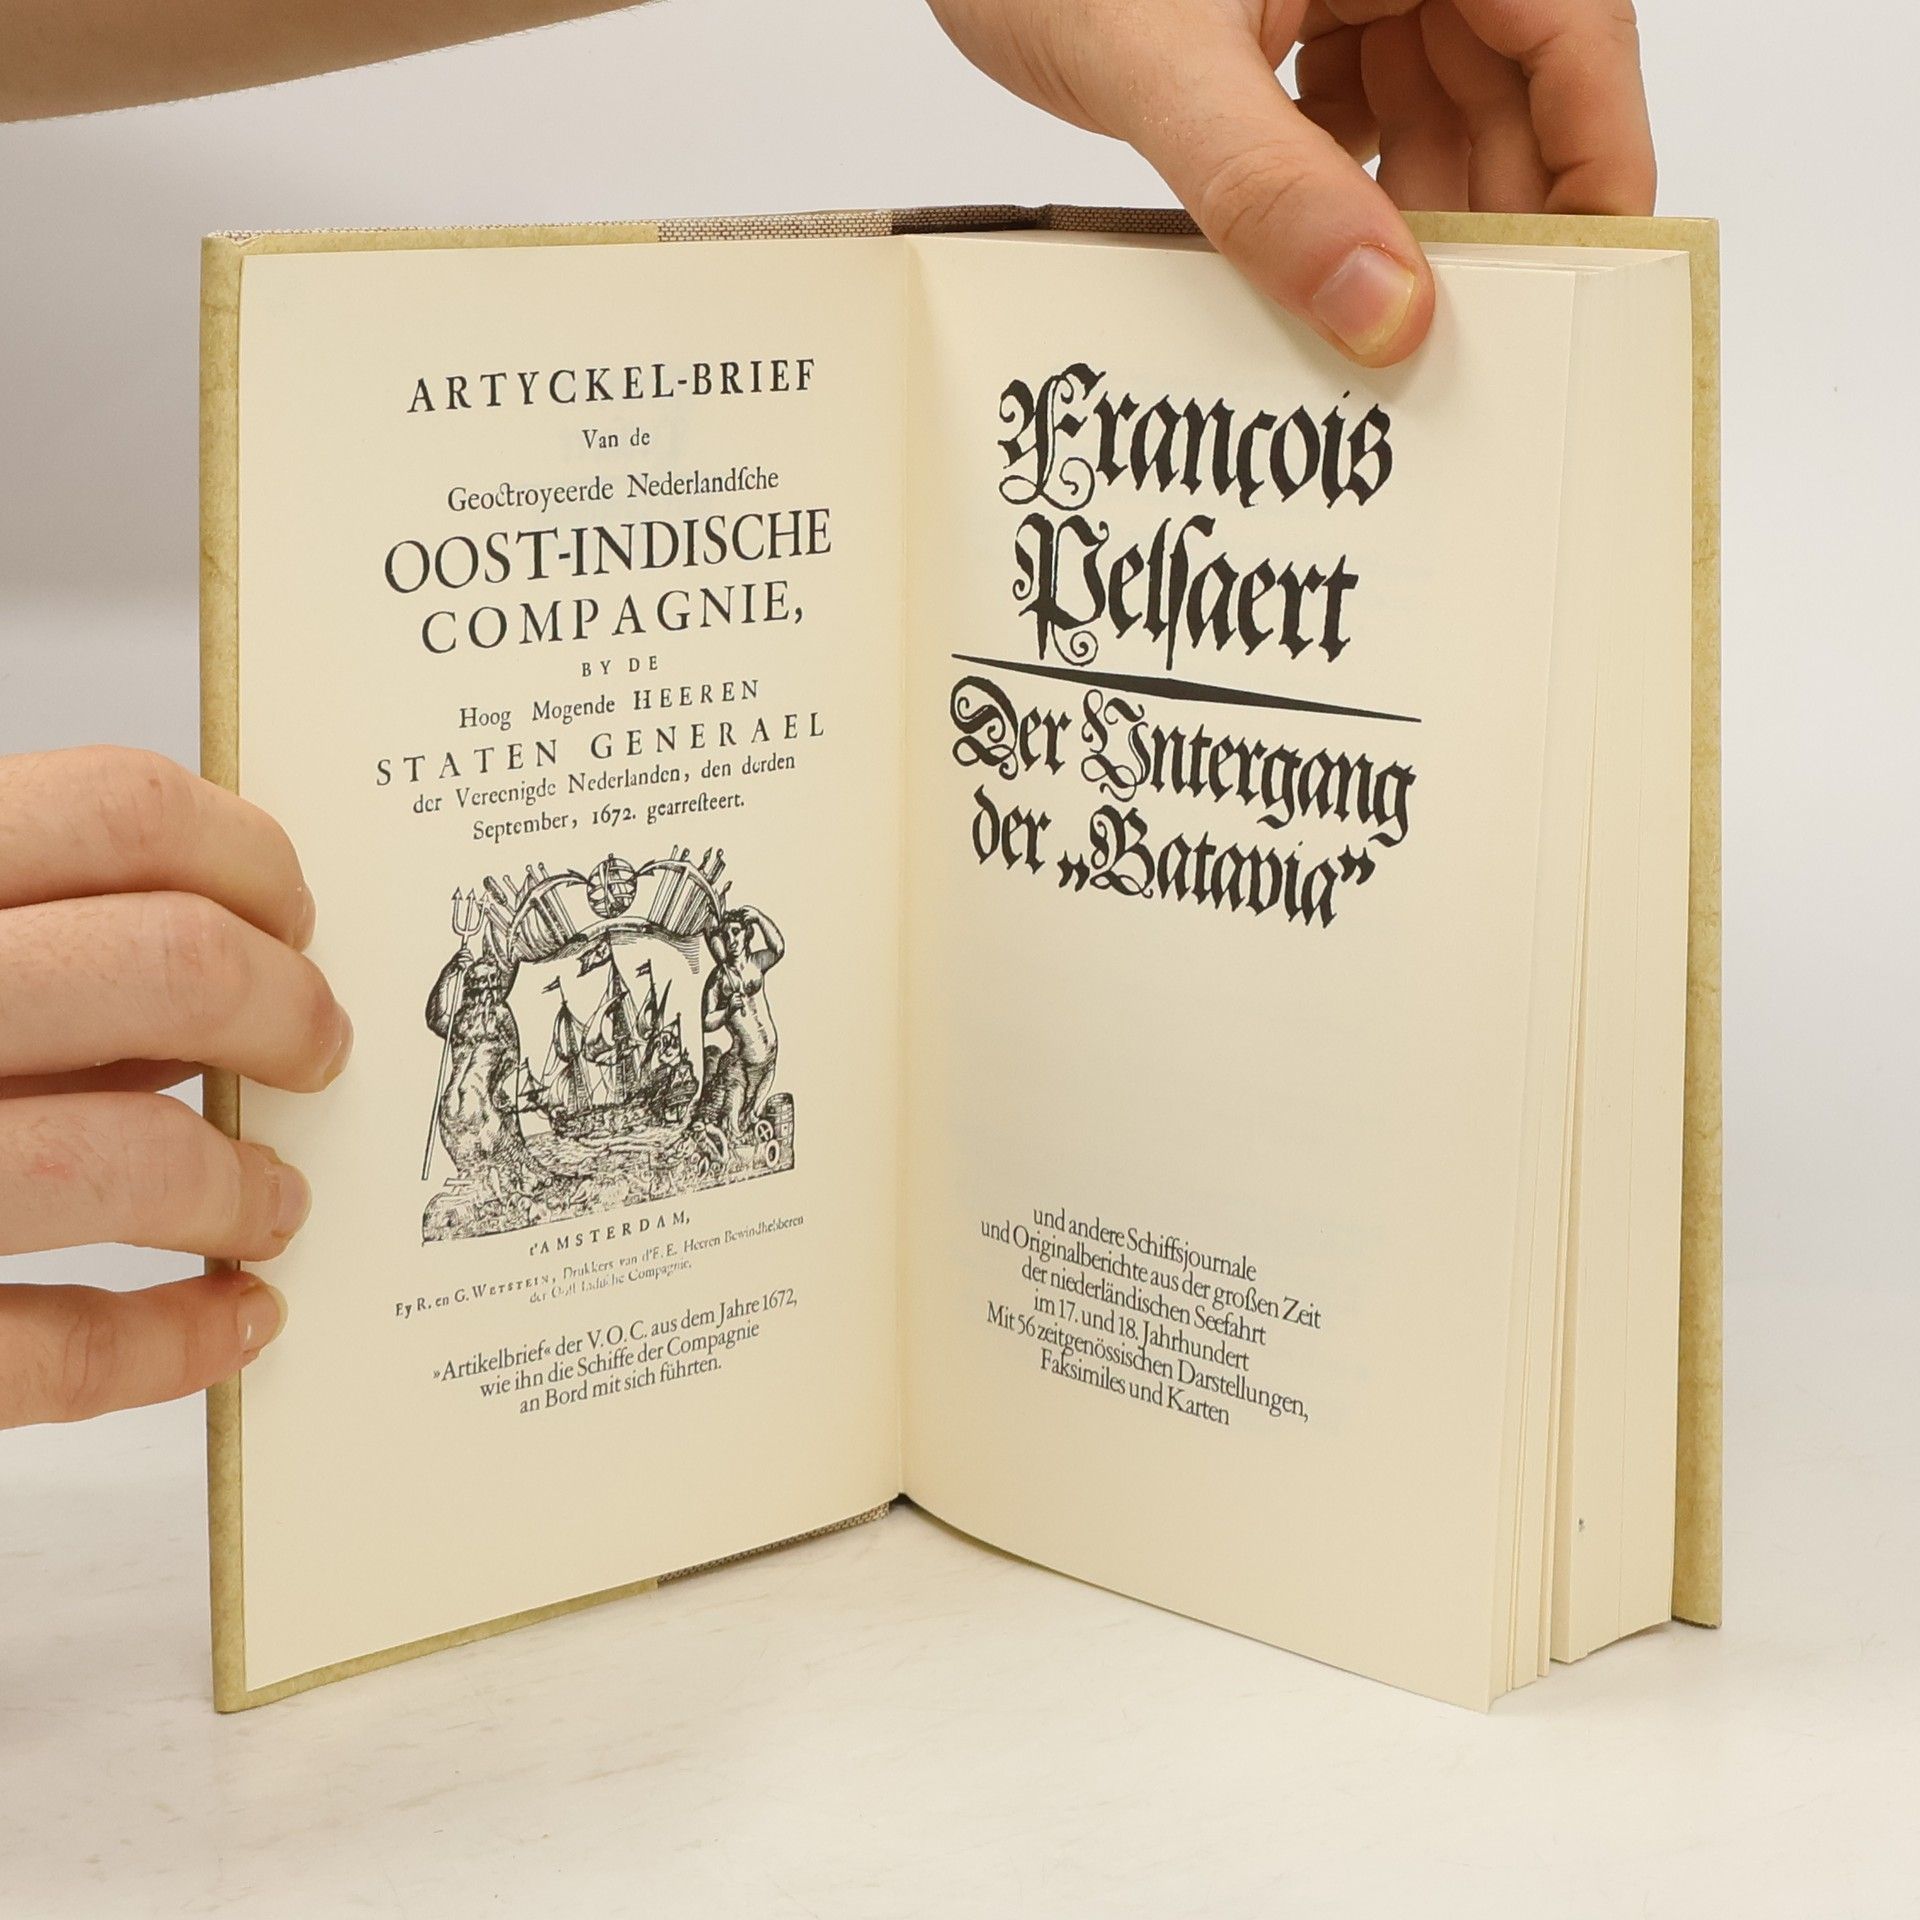 ARTYCKEL-BRIEF
Van de
Geoctroyeerde Nederlandſche
OOST-INDISCHE
COMPAGNIE,
BY DE
Hoog Mogende HEEREN
STATEN GENERAEL
der Vereenigde Nederlanden, den derden
September, 1672. gearreſteert.
t'AMSTERDAM,
By R. en G. WETSTEIN, Drukkers van d'E. E. Heeren Bewindhebberen
der Ooſt-Indiſche Compagnie.
»Artikelbrief« der V.O.C. aus dem Jahre 1672,
wie ihn die Schiffe der Compagnie
an Bord mit sich führten.
François
Pelſaert
Der Untergang
der „Batavia”
und andere Schiffsjournale
und Originalberichte aus der großen Zeit
der niederländischen Seefahrt
im 17. und 18. Jahrhundert
Mit 56 zeitgenössischen Darstellungen,
Faksimiles und Karten